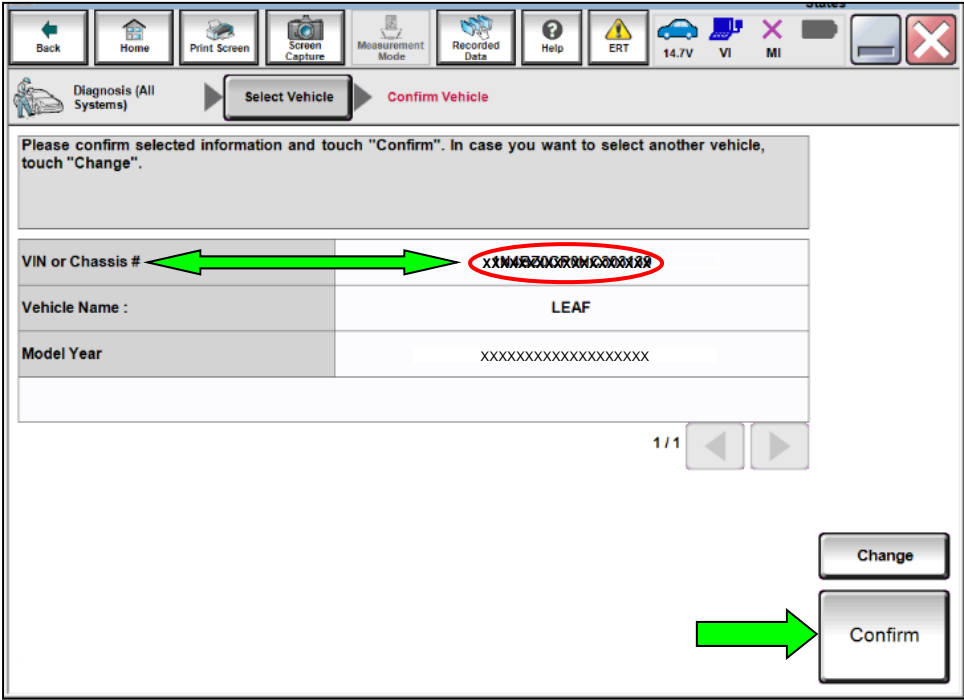 States
Back
Home
Print Screen
Screen
Capture
Measurement
Mode
Recorded
Data
Help
ERT
14.7V
VI
MI
Diagnosis (All
Systems)
Select Vehicle
Confirm Vehicle
Please confirm selected information and touch "Confirm". In case you want to select another vehicle,
touch "Change".
VIN or Chassis #
Vehicle Name :
LEAF
Model Year
XXXXXXXXXXXXXXXXXXX
1 / 1
Change
Confirm